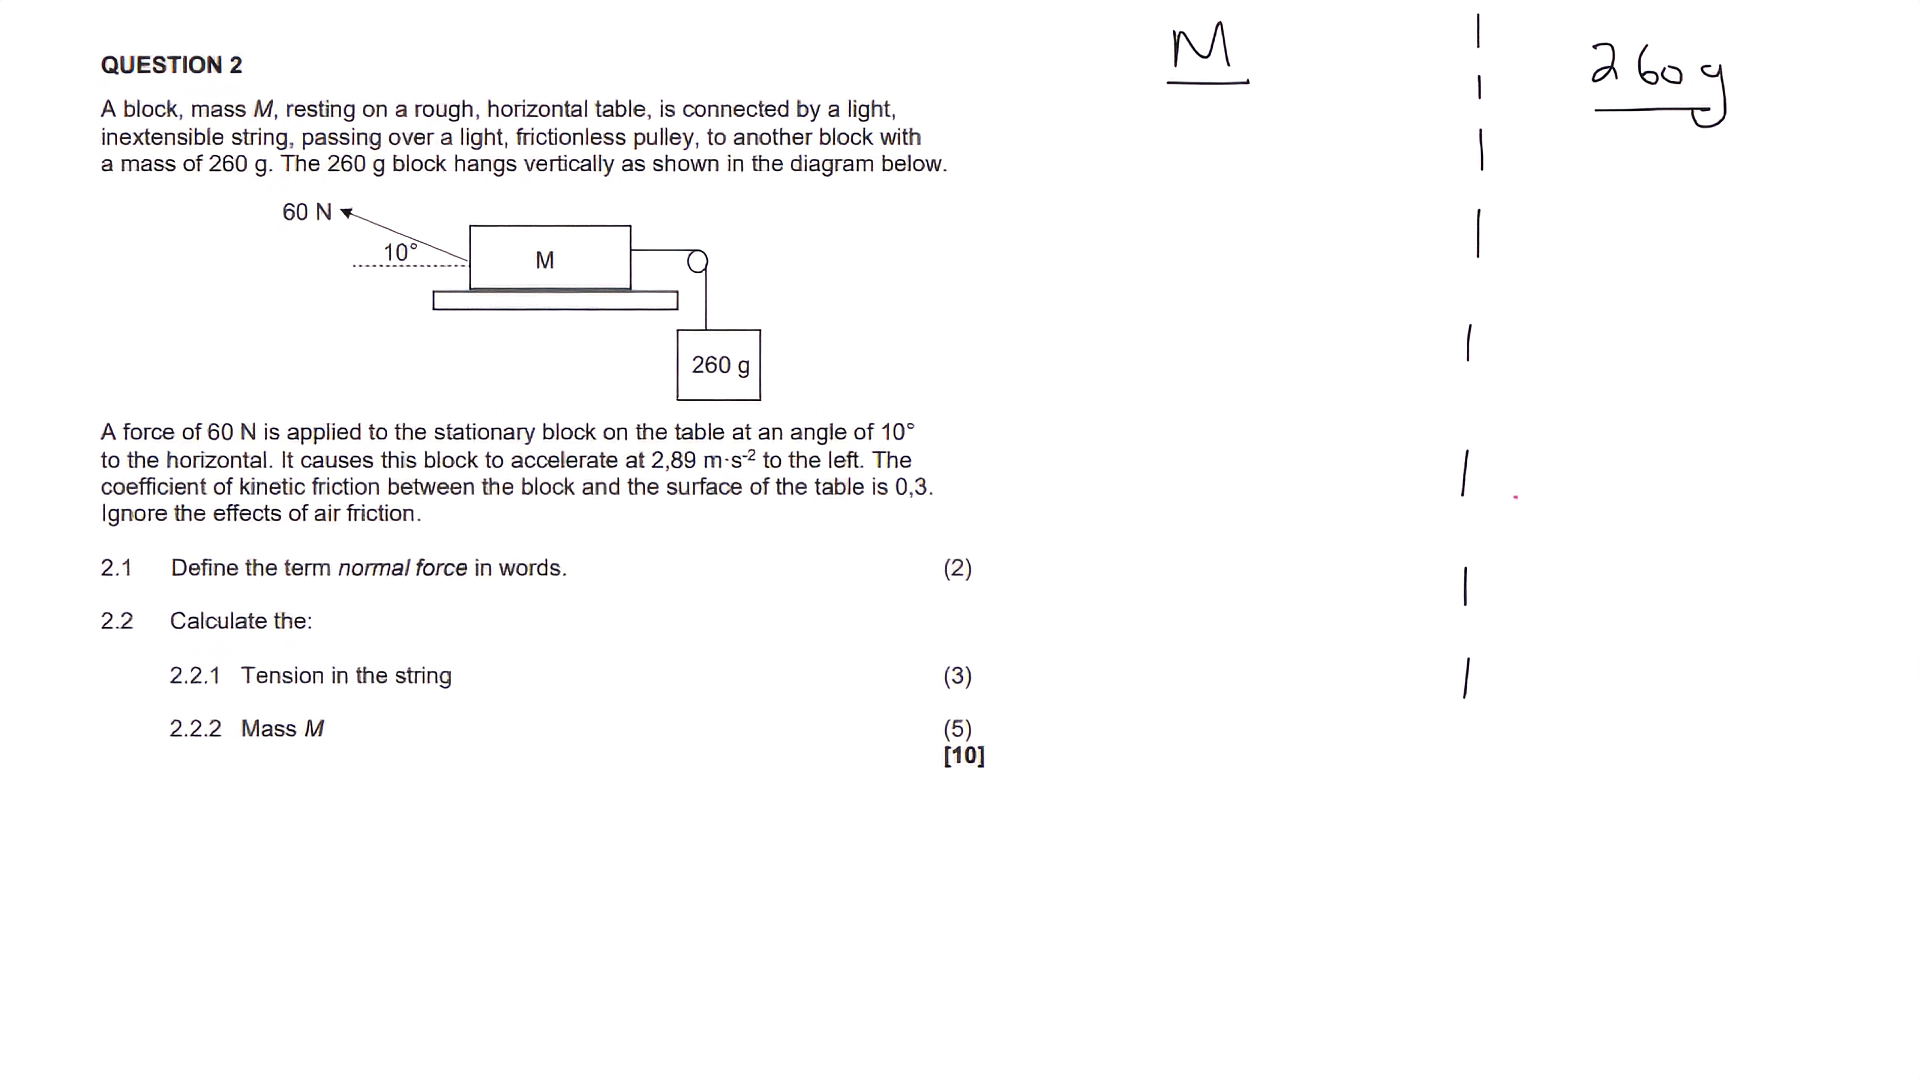 QUESTION 2
A block, mass M, resting on a rough, horizontal table, is connected by a light,
inextensible string, passing over a light, frictionless pulley, to another block with
a mass of 260 g. The 260 g block hangs vertically as shown in the diagram below.
60 N
10°
M
260 g
A force of 60 N is applied to the stationary block on the table at an angle of 10°
to the horizontal. It causes this block to accelerate at 2,89 m·s-2 to the left. The
coefficient of kinetic friction between the block and the surface of the table is 0,3.
Ignore the effects of air friction.
2.1 Define the term normal force in words. (2)
2.2 Calculate the:
2.2.1 Tension in the string (3)
2.2.2 Mass M (5)
[10]
M
260g